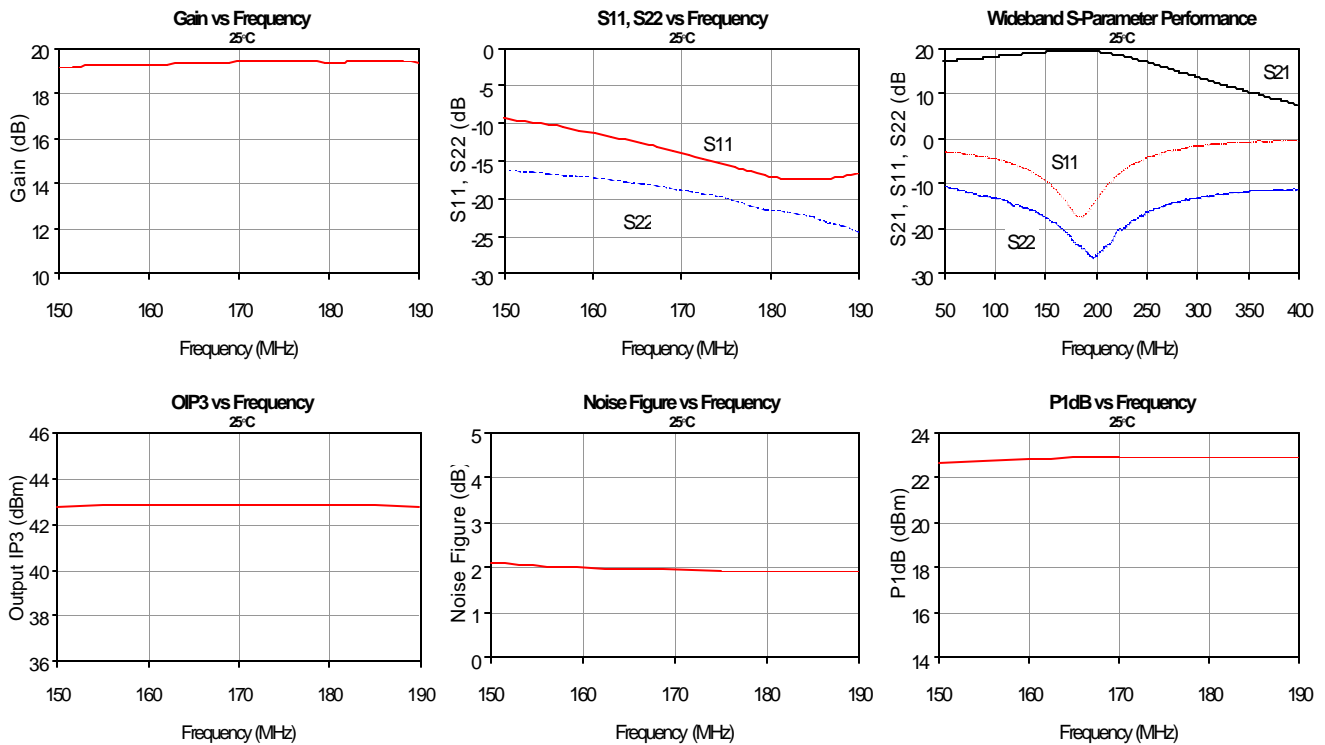 Gain vs Frequency
25°C
20
18
16
14
12
10
Gain (dB)
150 160 170 180 190
Frequency (MHz)
S11, S22 vs Frequency
25°C
0
-5
-10
-15
-20
-25
-30
S11, S22 (dB
S11
S22
150 160 170 180 190
Frequency (MHz)
Wideband S-Parameter Performance
25°C
20
10
0
-10
-20
-30
S21, S11, S22 (dB
S21
S11
S22
50 100 150 200 250 300 350 400
Frequency (MHz)
OIP3 vs Frequency
25°C
46
44
42
40
38
36
Output IP3 (dBm)
150 160 170 180 190
Frequency (MHz)
Noise Figure vs Frequency
25°C
5
4
3
2
1
0
Noise Figure (dB)
150 160 170 180 190
Frequency (MHz)
P1dB vs Frequency
25°C
24
22
20
18
16
14
P1dB (dBm)
150 160 170 180 190
Frequency (MHz)